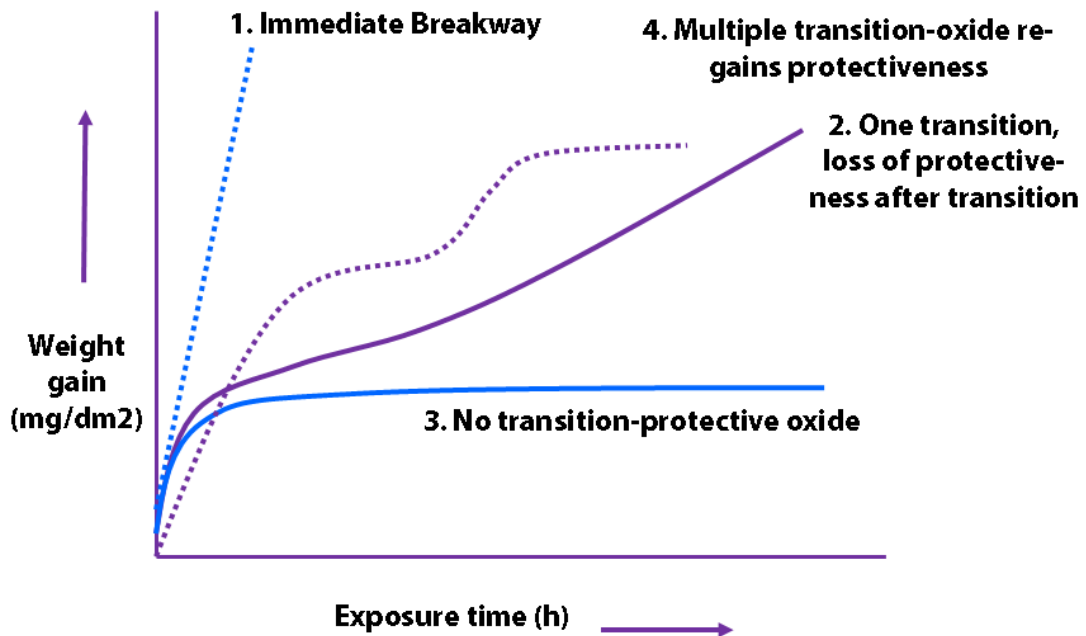 1. Immediate Breakway
4. Multiple transition-oxide re-
gains protectiveness
2. One transition,
loss of protective-
ness after transition
Weight
gain
(mg/dm2)
3. No transition-protective oxide
Exposure time (h)